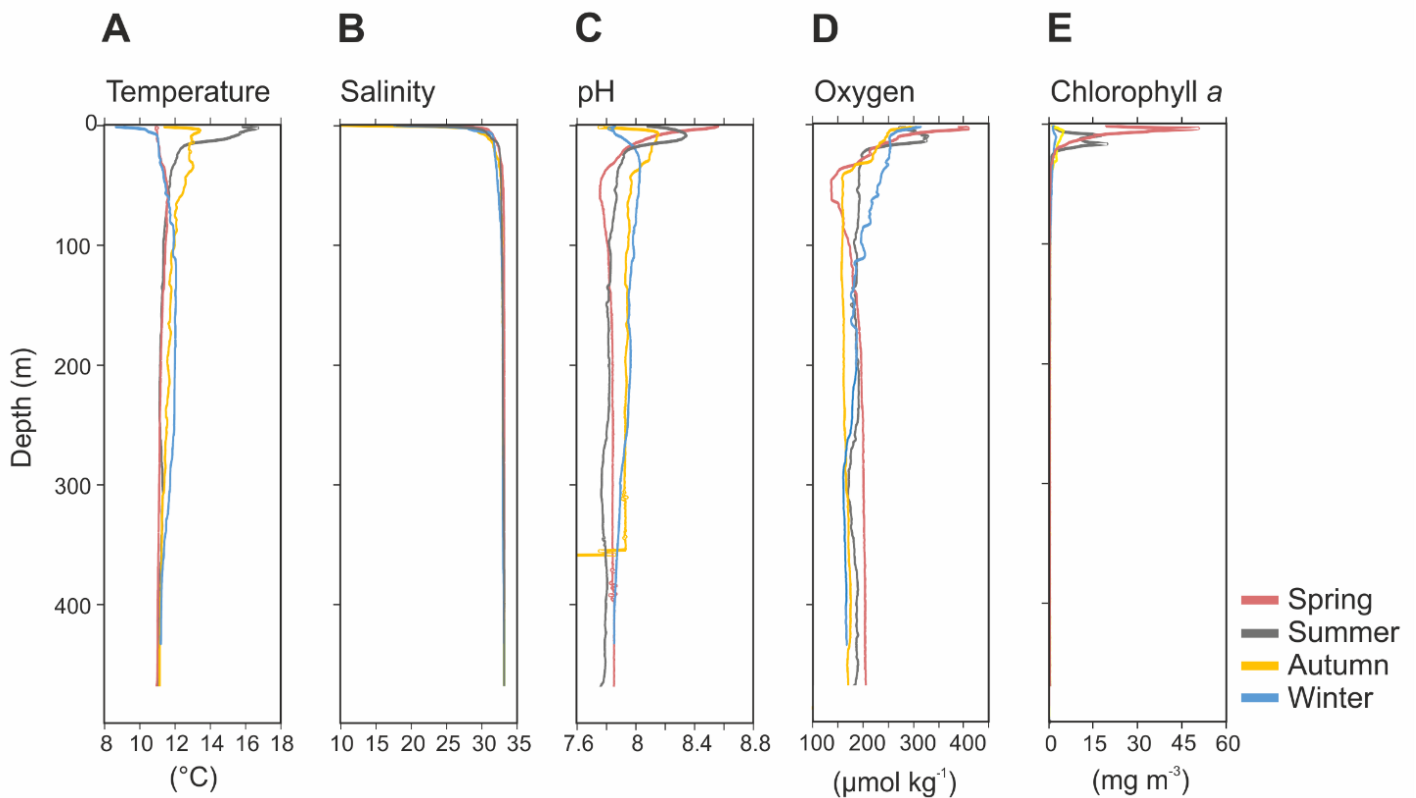 A B C D E
Temperature Salinity pH Oxygen Chlorophyll a
0
100
200
300
400
Depth (m)
8 10 12 14 16 18 10 15 20 25 30 35 7.6 8 8.4 8.8 100 200 300 400 0 15 30 45 60
(°C) (µmol kg-1) (mg m-3)
Spring
Summer
Autumn
Winter